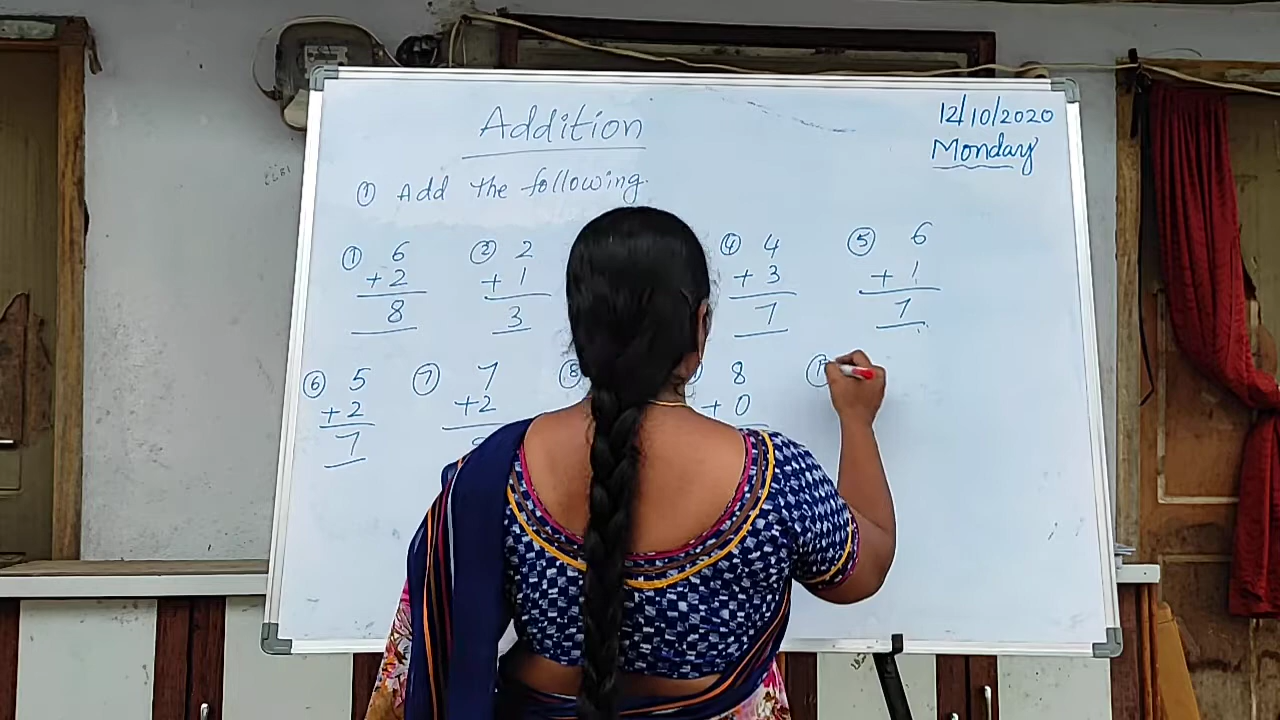 Addition
12/10/2020
Monday
① Add the following.
① 6 ② 2 ④ 4 ⑤ 6
+2 +1 +3 +1
8 3 7 7
⑥ 5 ⑦ 7 ⑧ 8
+2 +2 +0
7